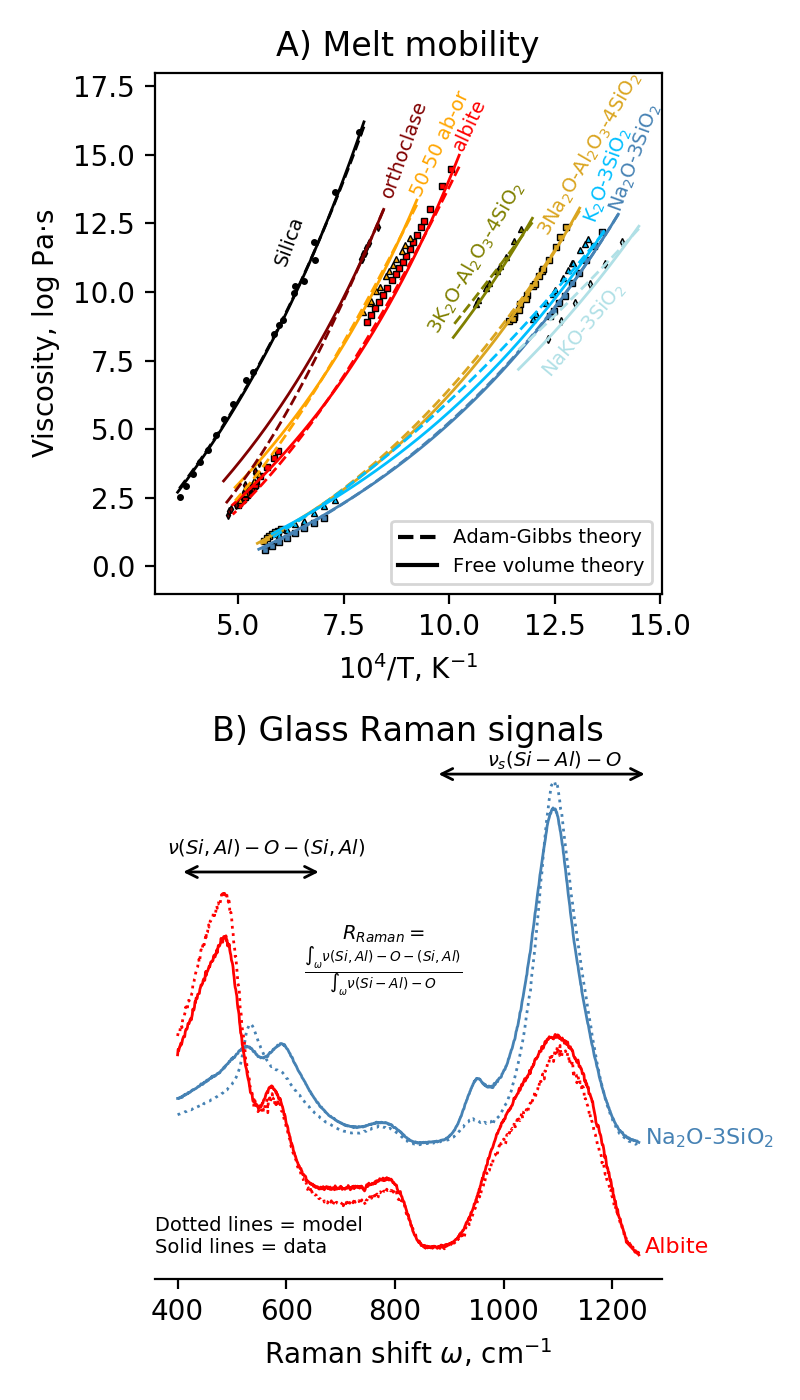 A) Melt mobility
Viscosity, log Pa·s
17.5
15.0
12.5
10.0
7.5
5.0
2.5
0.0
Silica
orthoclase
50-50 ab-or
albite
3K₂O-Al₂O₃-4SiO₂
3Na₂O-Al₂O₃-4SiO₂
K₂O-3SiO₂
Na₂O-3SiO₂
NaKO-3SiO₂
Adam-Gibbs theory
Free volume theory
5.0 7.5 10.0 12.5 15.0
10⁴/T, K⁻¹
B) Glass Raman signals
νₛ(Si − Al) − O
ν(Si, Al) − O − (Si, Al)
R_Raman =
∫_ω ν(Si, Al) − O − (Si, Al)
∫_ω ν(Si − Al) − O
Na₂O-3SiO₂
Dotted lines = model
Solid lines = data
Albite
400 600 800 1000 1200
Raman shift ω, cm⁻¹